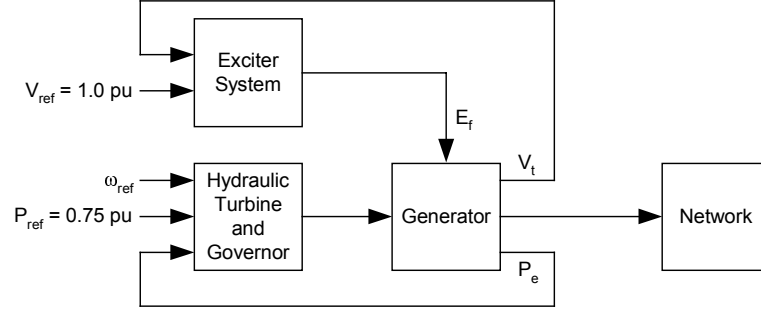 Exciter
System
V_ref = 1.0 pu
E_f
V_t
ω_ref
P_ref = 0.75 pu
Hydraulic
Turbine
and
Governor
Generator
Network
P_e